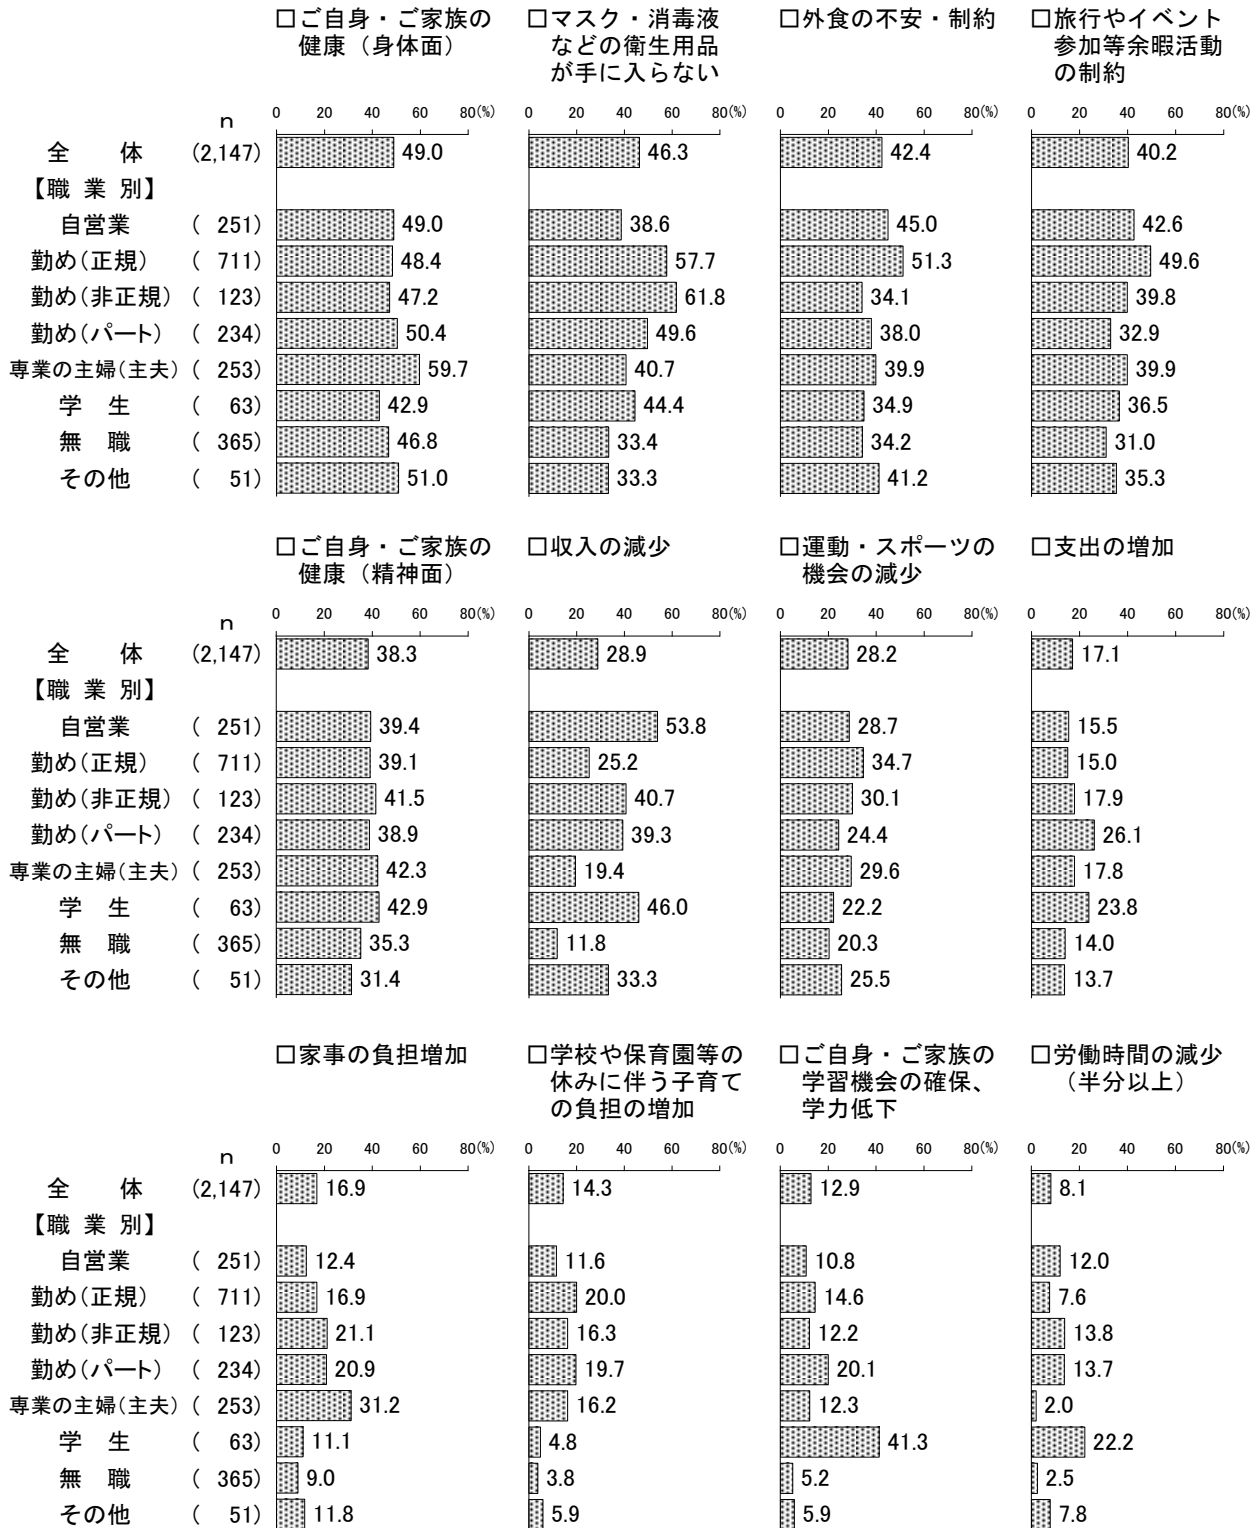 □ご自身・ご家族の
健康（身体面）
□マスク・消毒液
などの衛生用品
が手に入らない
□外食の不安・制約
□旅行やイベント
参加等余暇活動
の制約
n
0 20 40 60 80(%) 0 20 40 60 80(%) 0 20 40 60 80(%) 0 20 40 60 80(%)
全　体 (2,147) 49.0 46.3 42.4 40.2
【職 業 別】
自営業 ( 251) 49.0 38.6 45.0 42.6
勤め(正規) ( 711) 48.4 57.7 51.3 49.6
勤め(非正規) ( 123) 47.2 61.8 34.1 39.8
勤め(パート) ( 234) 50.4 49.6 38.0 32.9
専業の主婦(主夫) ( 253) 59.7 40.7 39.9 39.9
学　生 ( 63) 42.9 44.4 34.9 36.5
無　職 ( 365) 46.8 33.4 34.2 31.0
その他 ( 51) 51.0 33.3 41.2 35.3
□ご自身・ご家族の
健康（精神面）
□収入の減少
□運動・スポーツの
機会の減少
□支出の増加
n
0 20 40 60 80(%) 0 20 40 60 80(%) 0 20 40 60 80(%) 0 20 40 60 80(%)
全　体 (2,147) 38.3 28.9 28.2 17.1
【職 業 別】
自営業 ( 251) 39.4 53.8 28.7 15.5
勤め(正規) ( 711) 39.1 25.2 34.7 15.0
勤め(非正規) ( 123) 41.5 40.7 30.1 17.9
勤め(パート) ( 234) 38.9 39.3 24.4 26.1
専業の主婦(主夫) ( 253) 42.3 19.4 29.6 17.8
学　生 ( 63) 42.9 46.0 22.2 23.8
無　職 ( 365) 35.3 11.8 20.3 14.0
その他 ( 51) 31.4 33.3 25.5 13.7
□家事の負担増加
□学校や保育園等の
休みに伴う子育て
の負担の増加
□ご自身・ご家族の
学習機会の確保、
学力低下
□労働時間の減少
（半分以上）
n
0 20 40 60 80(%) 0 20 40 60 80(%) 0 20 40 60 80(%) 0 20 40 60 80(%)
全　体 (2,147) 16.9 14.3 12.9 8.1
【職 業 別】
自営業 ( 251) 12.4 11.6 10.8 12.0
勤め(正規) ( 711) 16.9 20.0 14.6 7.6
勤め(非正規) ( 123) 21.1 16.3 12.2 13.8
勤め(パート) ( 234) 20.9 19.7 20.1 13.7
専業の主婦(主夫) ( 253) 31.2 16.2 12.3 2.0
学　生 ( 63) 11.1 4.8 41.3 22.2
無　職 ( 365) 9.0 3.8 5.2 2.5
その他 ( 51) 11.8 5.9 5.9 7.8